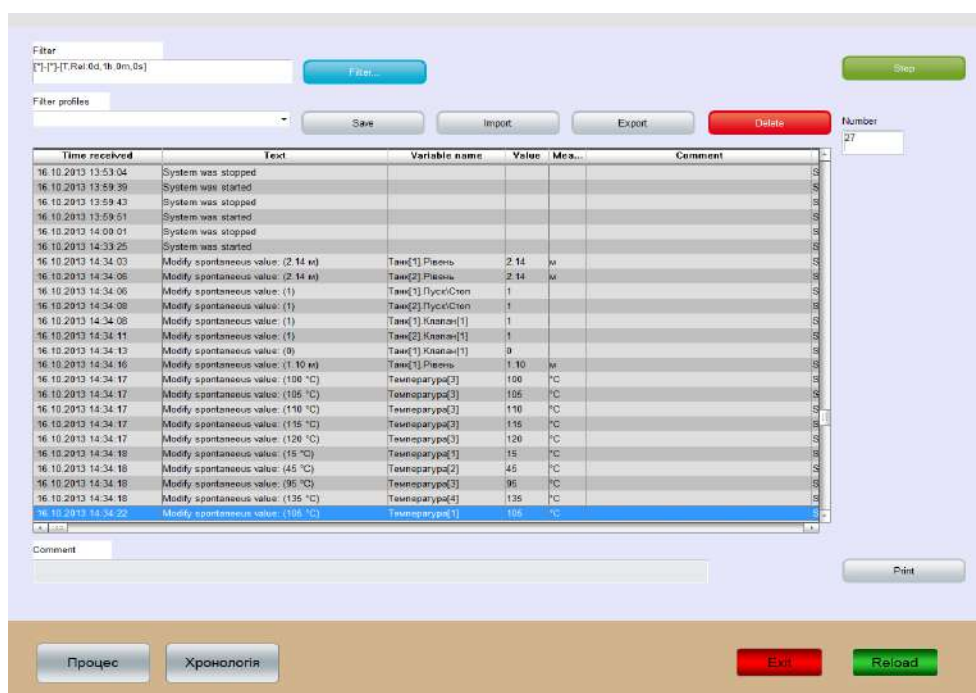 Filter
[*]-[*]-[T,Rel:0d,1h,0m,0s]
Filter...
Stop
Filter profiles
Save Import Export Delete Number
27
Time received Text Variable name Value Mea... Comment
16.10.2013 13:53:04 System was stopped S
16.10.2013 13:59:39 System was started S
16.10.2013 13:59:43 System was stopped S
16.10.2013 13:59:51 System was started S
16.10.2013 14:00:01 System was stopped S
16.10.2013 14:33:25 System was started S
16.10.2013 14:34:03 Modify spontaneous value: (2.14 м) Танк[1].Рівень 2.14 м S
16.10.2013 14:34:06 Modify spontaneous value: (2.14 м) Танк[2].Рівень 2.14 м S
16.10.2013 14:34:06 Modify spontaneous value: (1) Танк[1].Пуск\Стоп 1 S
16.10.2013 14:34:08 Modify spontaneous value: (1) Танк[2].Пуск\Стоп 1 S
16.10.2013 14:34:08 Modify spontaneous value: (1) Танк[1].Клапан[1] 1 S
16.10.2013 14:34:11 Modify spontaneous value: (1) Танк[2].Клапан[1] 1 S
16.10.2013 14:34:13 Modify spontaneous value: (0) Танк[1].Клапан[1] 0 S
16.10.2013 14:34:16 Modify spontaneous value: (1.10 м) Танк[1].Рівень 1.10 м S
16.10.2013 14:34:17 Modify spontaneous value: (100 °C) Температура[3] 100 °C S
16.10.2013 14:34:17 Modify spontaneous value: (105 °C) Температура[3] 105 °C S
16.10.2013 14:34:17 Modify spontaneous value: (110 °C) Температура[3] 110 °C S
16.10.2013 14:34:17 Modify spontaneous value: (115 °C) Температура[3] 115 °C S
16.10.2013 14:34:17 Modify spontaneous value: (120 °C) Температура[3] 120 °C S
16.10.2013 14:34:18 Modify spontaneous value: (15 °C) Температура[1] 15 °C S
16.10.2013 14:34:18 Modify spontaneous value: (45 °C) Температура[2] 45 °C S
16.10.2013 14:34:18 Modify spontaneous value: (95 °C) Температура[3] 95 °C S
16.10.2013 14:34:18 Modify spontaneous value: (135 °C) Температура[4] 135 °C S
16.10.2013 14:34:22 Modify spontaneous value: (105 °C) Температура[1] 105 °C S
Comment
Print
Процес Хронологія Exit Reload